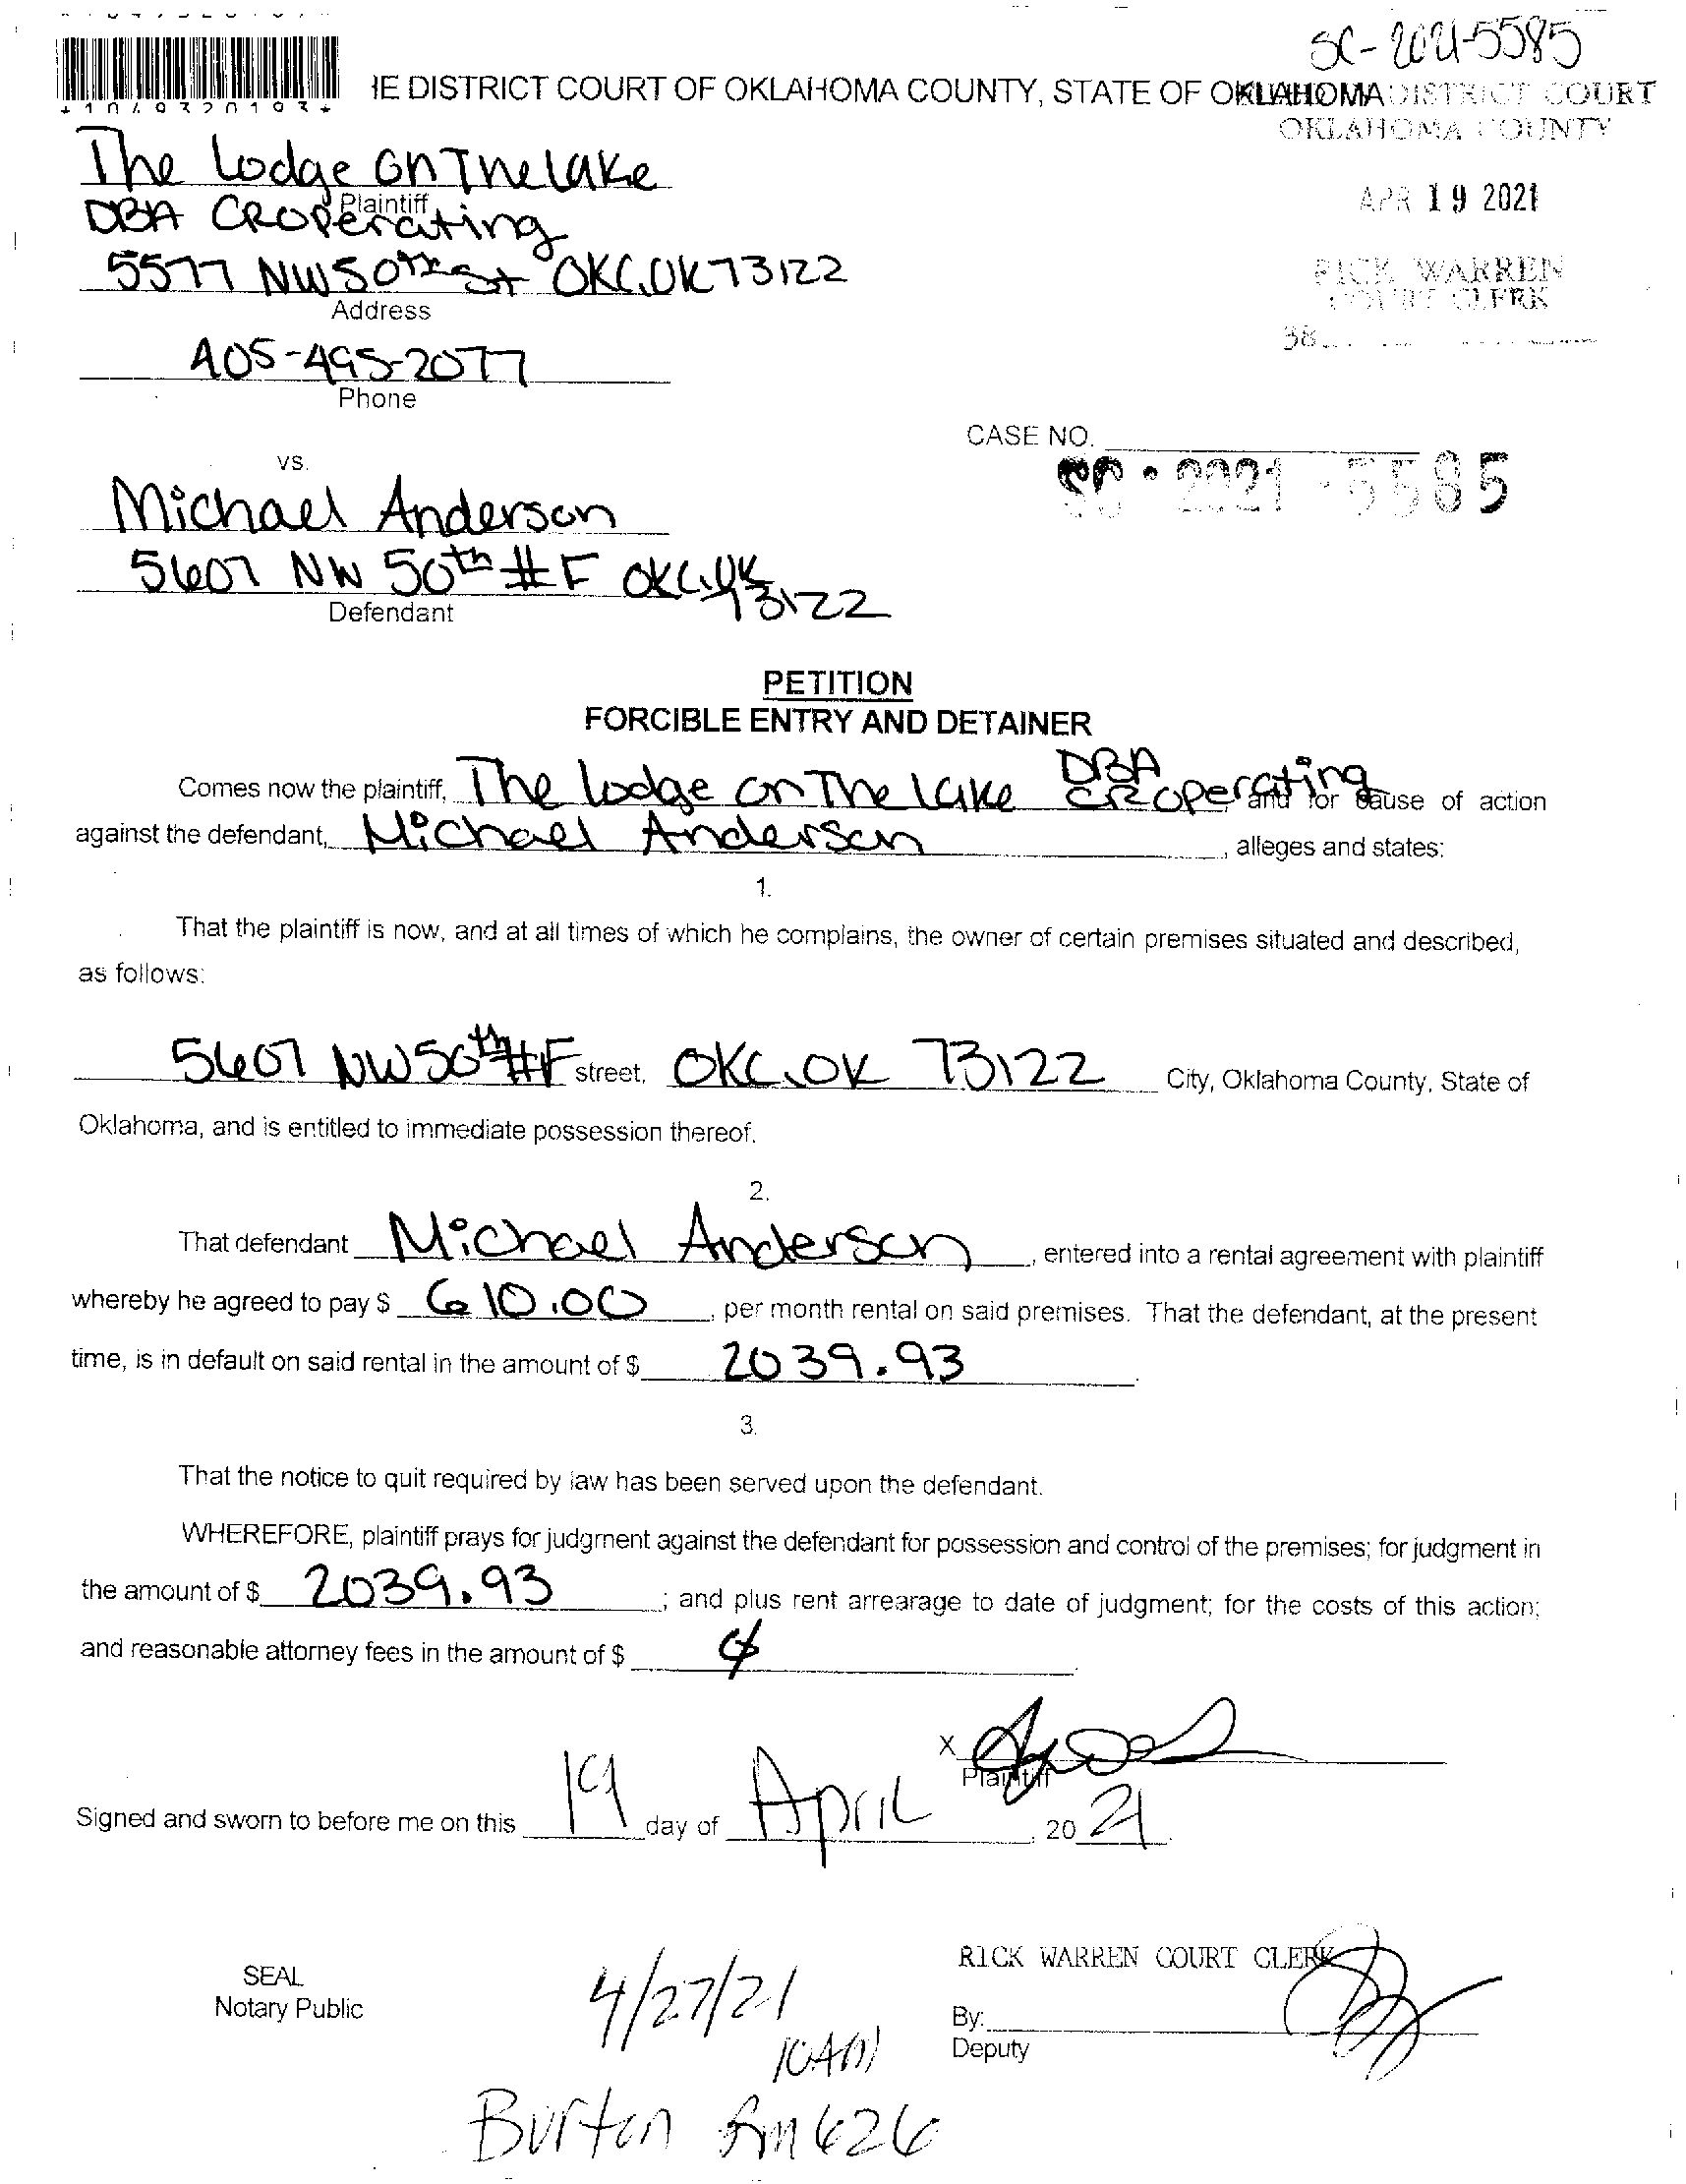 SC-2021-5585
IE DISTRICT COURT OF OKLAHOMA COUNTY, STATE OF OKLAHOMA
DISTRICT COURT
OKLAHOMA COUNTY
*1049320193*
The Lodge On The Lake
Plaintiff
DBA CROperating
5577 NW 50th St OKC, OK 73122
Address
APR 19 2021
RICK WARREN
COURT CLERK
38
405-495-2077
Phone
CASE NO.
SC - 2021 - 5585
vs.
Michael Anderson
5607 NW 50th #F OKC, OK 73122
Defendant
PETITION
FORCIBLE ENTRY AND DETAINER
Comes now the plaintiff, The Lodge on The Lake DBA CROperating and for cause of action
against the defendant, Michael Anderson, alleges and states:
1.
That the plaintiff is now, and at all times of which he complains, the owner of certain premises situated and described,
as follows:
5607 NW 50th #F street, OKC, OK 73122 City, Oklahoma County, State of
Oklahoma, and is entitled to immediate possession thereof.
2.
That defendant Michael Anderson, entered into a rental agreement with plaintiff
whereby he agreed to pay $ 610.00, per month rental on said premises. That the defendant, at the present
time, is in default on said rental in the amount of $ 2039.93.
3.
That the notice to quit required by law has been served upon the defendant.
WHEREFORE, plaintiff prays for judgment against the defendant for possession and control of the premises; for judgment in
the amount of $ 2039.93; and plus rent arrearage to date of judgment; for the costs of this action;
and reasonable attorney fees in the amount of $
X
Plaintiff
Signed and sworn to before me on this 19 day of April, 2021.
SEAL
Notary Public
RICK WARREN COURT CLERK
By:
Deputy
4/27/21
10AM
Burton Rm 626